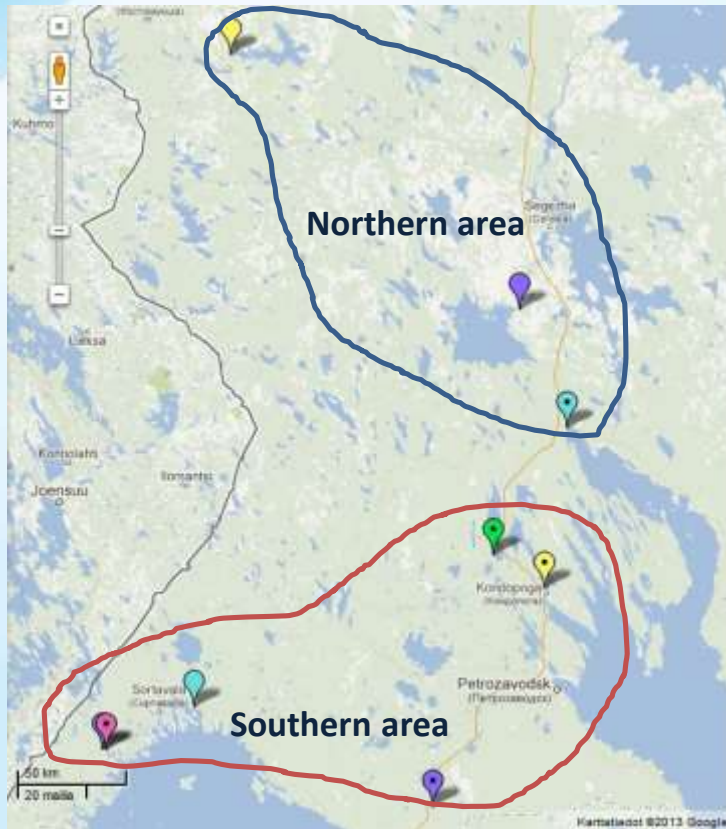 Kuhmo
Segezha
Northern area
Lieksa
Kontiolahti
Joensuu
Ilomantsi
Kondopoga
Sortavala
Petrozavodsk
(Петрозаводск)
Southern area
50 km
20 mailia
Karttatiedot ©2013 Google